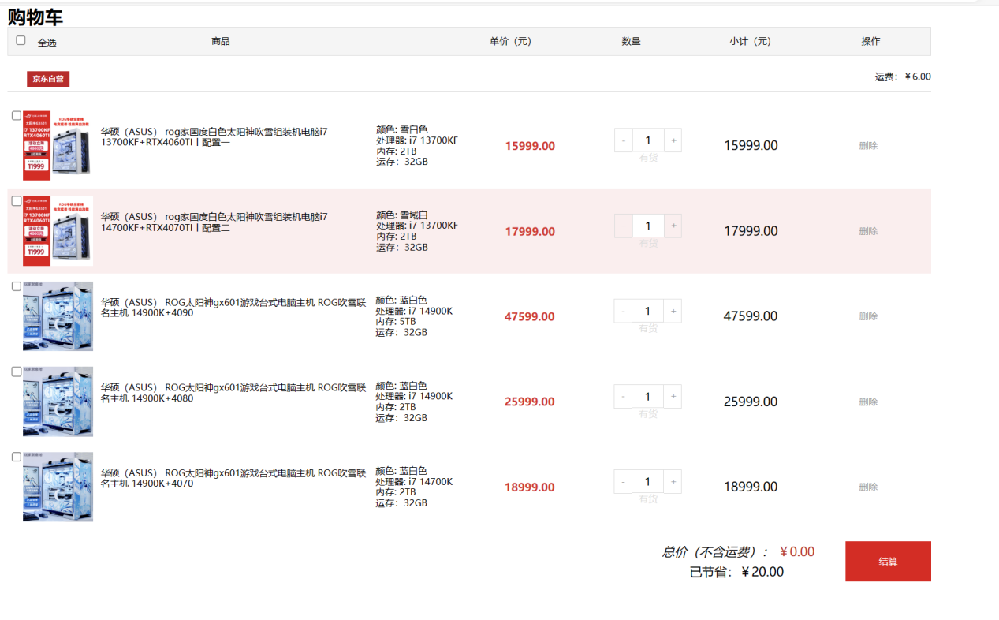 购物车
全选 商品 单价（元） 数量 小计（元） 操作
京东自营 运费：￥6.00
i7 13700KF
RTX4060TI
11999
华硕（ASUS） rog家国度白色太阳神吹雪组装机电脑i7
13700KF+RTX4060TI丨配置一
颜色: 雪白色
处理器: i7 13700KF
内存: 2TB
运存：32GB
15999.00
- 1 +
有货
15999.00
删除
i7 13700KF
RTX4060TI
11999
华硕（ASUS） rog家国度白色太阳神吹雪组装机电脑i7
14700KF+RTX4070TI丨配置二
颜色: 雪域白
处理器: i7 13700KF
内存: 2TB
运存：32GB
17999.00
- 1 +
有货
17999.00
删除
华硕（ASUS） ROG太阳神gx601游戏台式电脑主机 ROG吹雪联
名主机 14900K+4090
颜色: 蓝白色
处理器: i7 14900K
内存: 5TB
运存：32GB
47599.00
- 1 +
有货
47599.00
删除
华硕（ASUS） ROG太阳神gx601游戏台式电脑主机 ROG吹雪联
名主机 14900K+4080
颜色: 蓝白色
处理器: i7 14900K
内存: 2TB
运存：32GB
25999.00
- 1 +
有货
25999.00
删除
华硕（ASUS） ROG太阳神gx601游戏台式电脑主机 ROG吹雪联
名主机 14900K+4070
颜色: 蓝白色
处理器: i7 14700K
内存: 2TB
运存：32GB
18999.00
- 1 +
有货
18999.00
删除
总价（不含运费）：￥0.00
已节省：￥20.00
结算